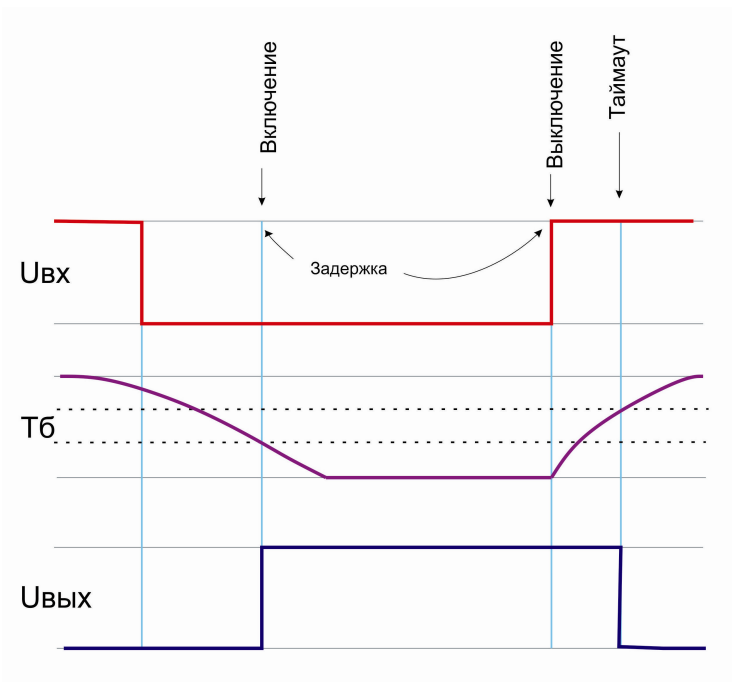 Включение
Выключение
Таймаут
Uвх
Задержка
Тб
Uвых